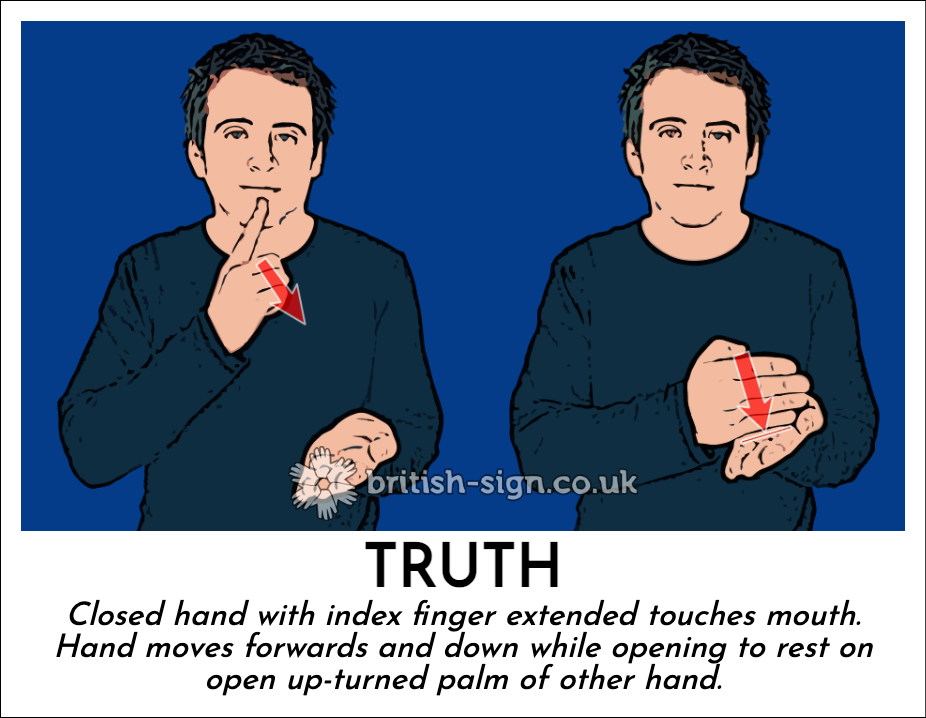 british-sign.co.uk
TRUTH
Closed hand with index finger extended touches mouth.
Hand moves forwards and down while opening to rest on
open up-turned palm of other hand.